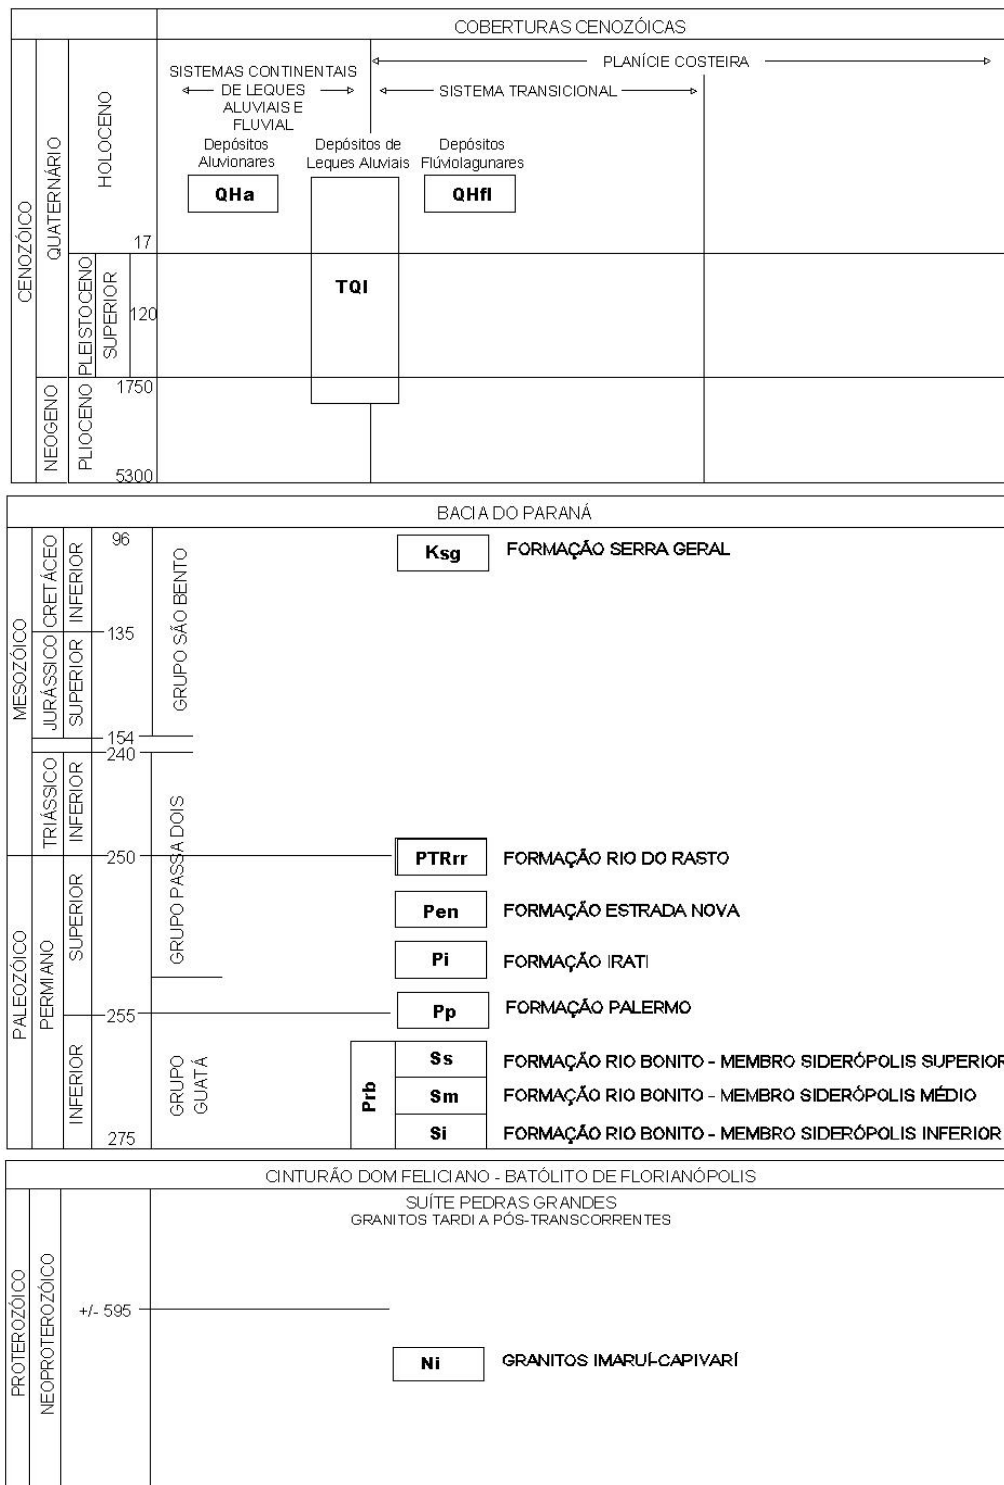 COBERTURAS CENOZÓICAS
PLANÍCIE COSTEIRA
SISTEMAS CONTINENTAIS
DE LEQUES
ALUVIAIS E
FLUVIAL
SISTEMA TRANSICIONAL
Depósitos
Aluvionares
Depósitos de
Leques Aluviais
Depósitos
Flúviolagunares
QHa
QHfl
TQl
CENOZÓICO
QUATERNÁRIO
HOLOCENO
17
PLEISTOCENO
SUPERIOR
120
1750
NEOGENO
PLIOCENO
5300
BACIA DO PARANÁ
MESOZÓICO
CRETÁCEO
INFERIOR
96
GRUPO SÃO BENTO
Ksg
FORMAÇÃO SERRA GERAL
135
JURÁSSICO
SUPERIOR
154
240
TRIÁSSICO
INFERIOR
GRUPO PASSA DOIS
250
PTRrr
FORMAÇÃO RIO DO RASTO
PALEOZÓICO
PERMIANO
SUPERIOR
Pen
FORMAÇÃO ESTRADA NOVA
Pi
FORMAÇÃO IRATI
255
Pp
FORMAÇÃO PALERMO
INFERIOR
GRUPO
GUATÁ
Prb
Ss
FORMAÇÃO RIO BONITO - MEMBRO SIDERÓPOLIS SUPERIOR
Sm
FORMAÇÃO RIO BONITO - MEMBRO SIDERÓPOLIS MÉDIO
Si
FORMAÇÃO RIO BONITO - MEMBRO SIDERÓPOLIS INFERIOR
275
CINTURÃO DOM FELICIANO - BATÓLITO DE FLORIANÓPOLIS
SUÍTE PEDRAS GRANDES
GRANITOS TARDI A PÓS-TRANSCORRENTES
PROTEROZÓICO
NEOPROTEROZÓICO
+/- 595
Ni
GRANITOS IMARUÍ-CAPIVARÍ